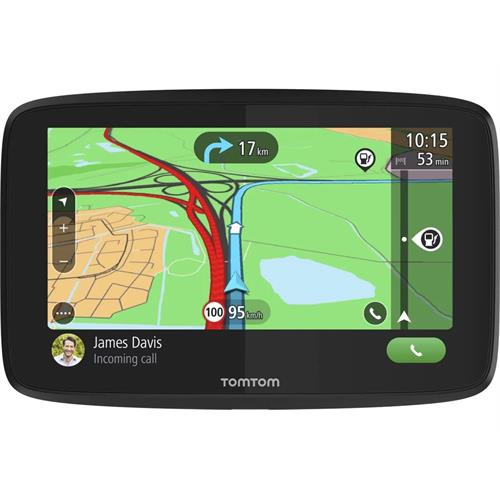 17 km
10:15
53 min
+
−
100 95 km/h
James Davis
Incoming call
TOMTOM